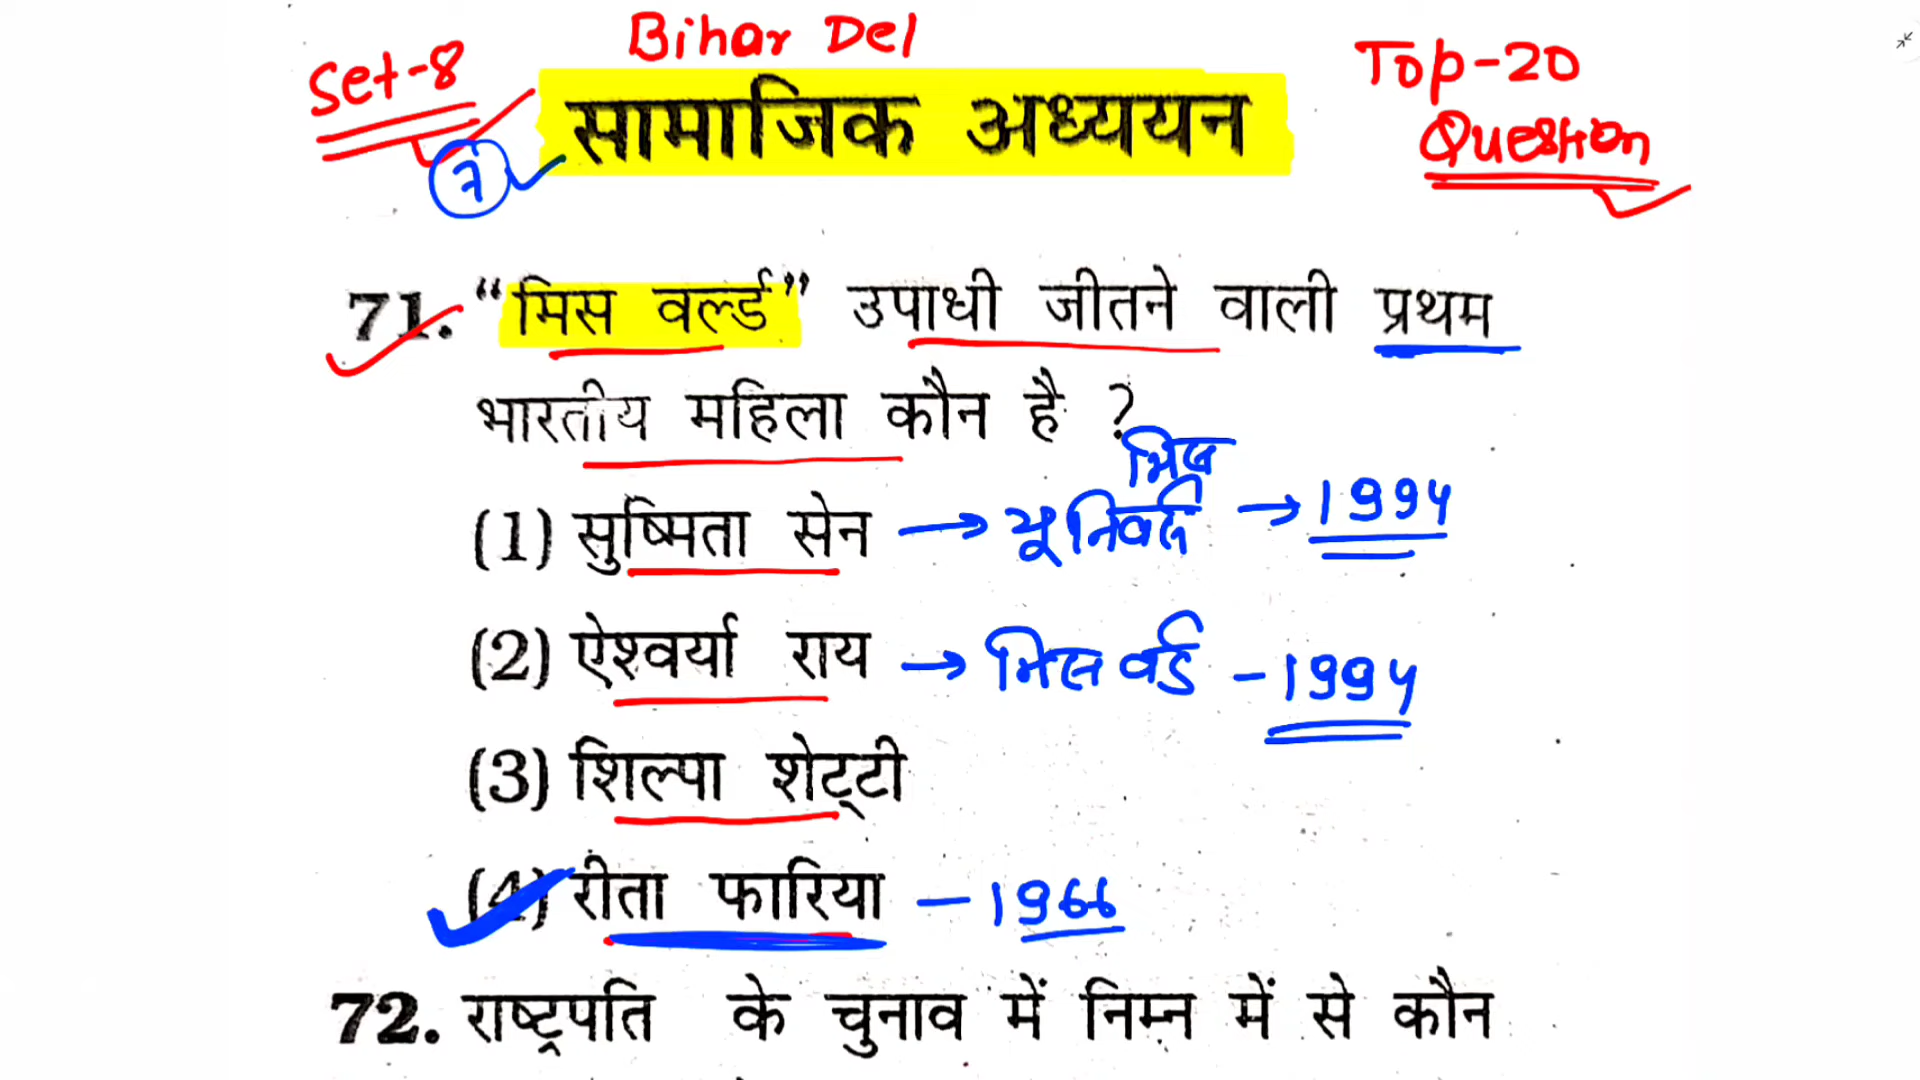 Set-8 Bihar Del Top-20
Question
7 सामाजिक अध्ययन
71. “मिस वर्ल्ड” उपाधी जीतने वाली प्रथम
भारतीय महिला कौन है ?
मिस
(1) सुष्मिता सेन → यूनिवर्स → 1994
(2) ऐश्वर्या राय → मिस वर्ड - 1994
(3) शिल्पा शेट्टी
(4) रीता फारिया - 1966
72. राष्ट्रपति के चुनाव में निम्न में से कौन